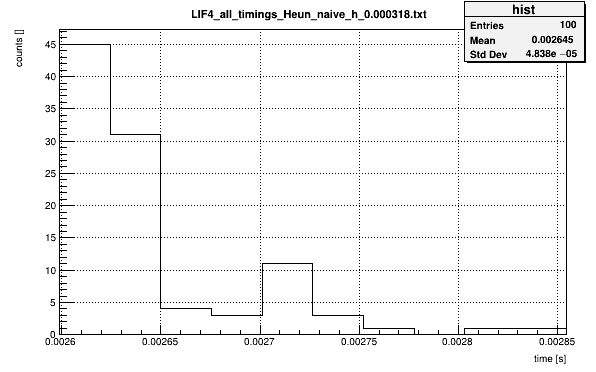 LIF4_all_timings_Heun_naive_h_0.000318.txt
hist
Entries 100
Mean 0.002645
Std Dev 4.838e −05
counts []
45
40
35
30
25
20
15
10
5
0
0.0026 0.00265 0.0027 0.00275 0.0028 0.00285
time [s]